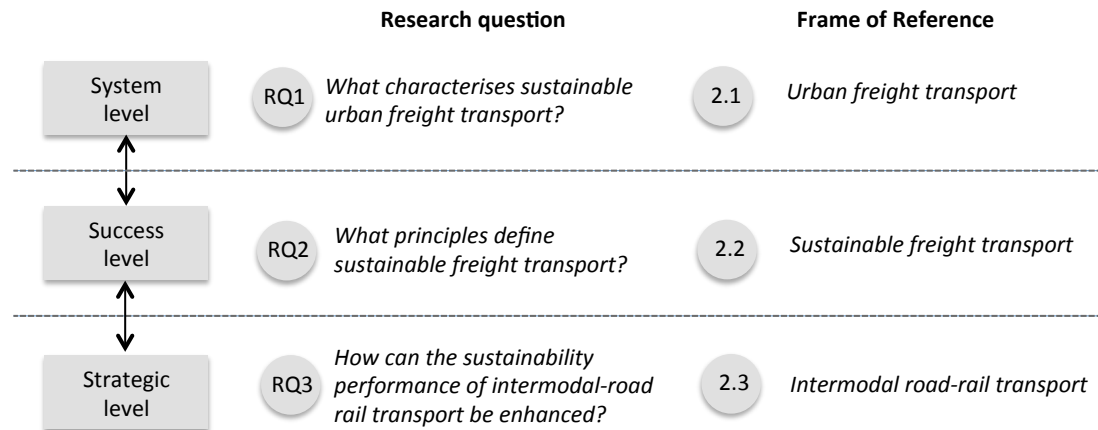 Research question
Frame of Reference
System
level
RQ1
What characterises sustainable
urban freight transport?
2.1
Urban freight transport
Success
level
RQ2
What principles define
sustainable freight transport?
2.2
Sustainable freight transport
Strategic
level
RQ3
How can the sustainability
performance of intermodal-road
rail transport be enhanced?
2.3
Intermodal road-rail transport